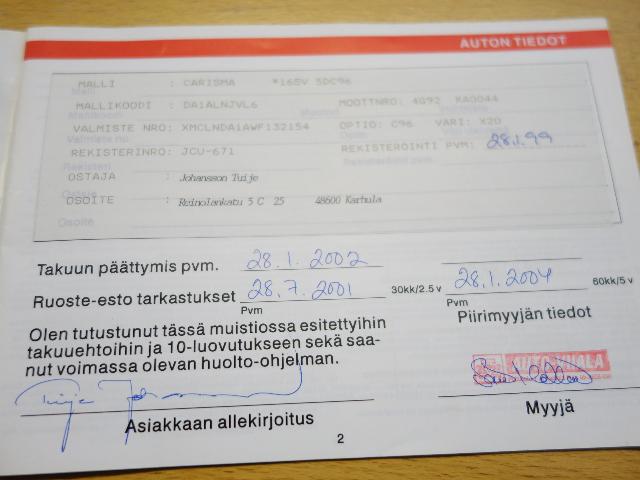 AUTON TIEDOT
MALLI : CARISMA *16SV 5DC96
MALLIKOODI : DA1ALNJVL6 MOOTTNRO: 4G92 KA0044
VALMISTE NRO: XMCLNDA1AWF132154 OPTIO: C96 VARI: X20
REKISTERINRO: JCU-671 REKISTERÖINTI PVM: 28.1.99
OSTAJA : Johansson Tuije
OSOITE : Reinolankatu 5 C 25 48600 Karhula
Takuun päättymis pvm. 28.1.2002
Ruoste-esto tarkastukset 28.7.2001 30kk/2.5 v 28.1.2004 60kk/5 v
Pvm Pvm
Olen tutustunut tässä muistiossa esitettyihin
takuuehtoihin ja 10-luovutukseen sekä saa-
nut voimassa olevan huolto-ohjelman.
Piirimyyjän tiedot
Asiakkaan allekirjoitus
Myyjä
2